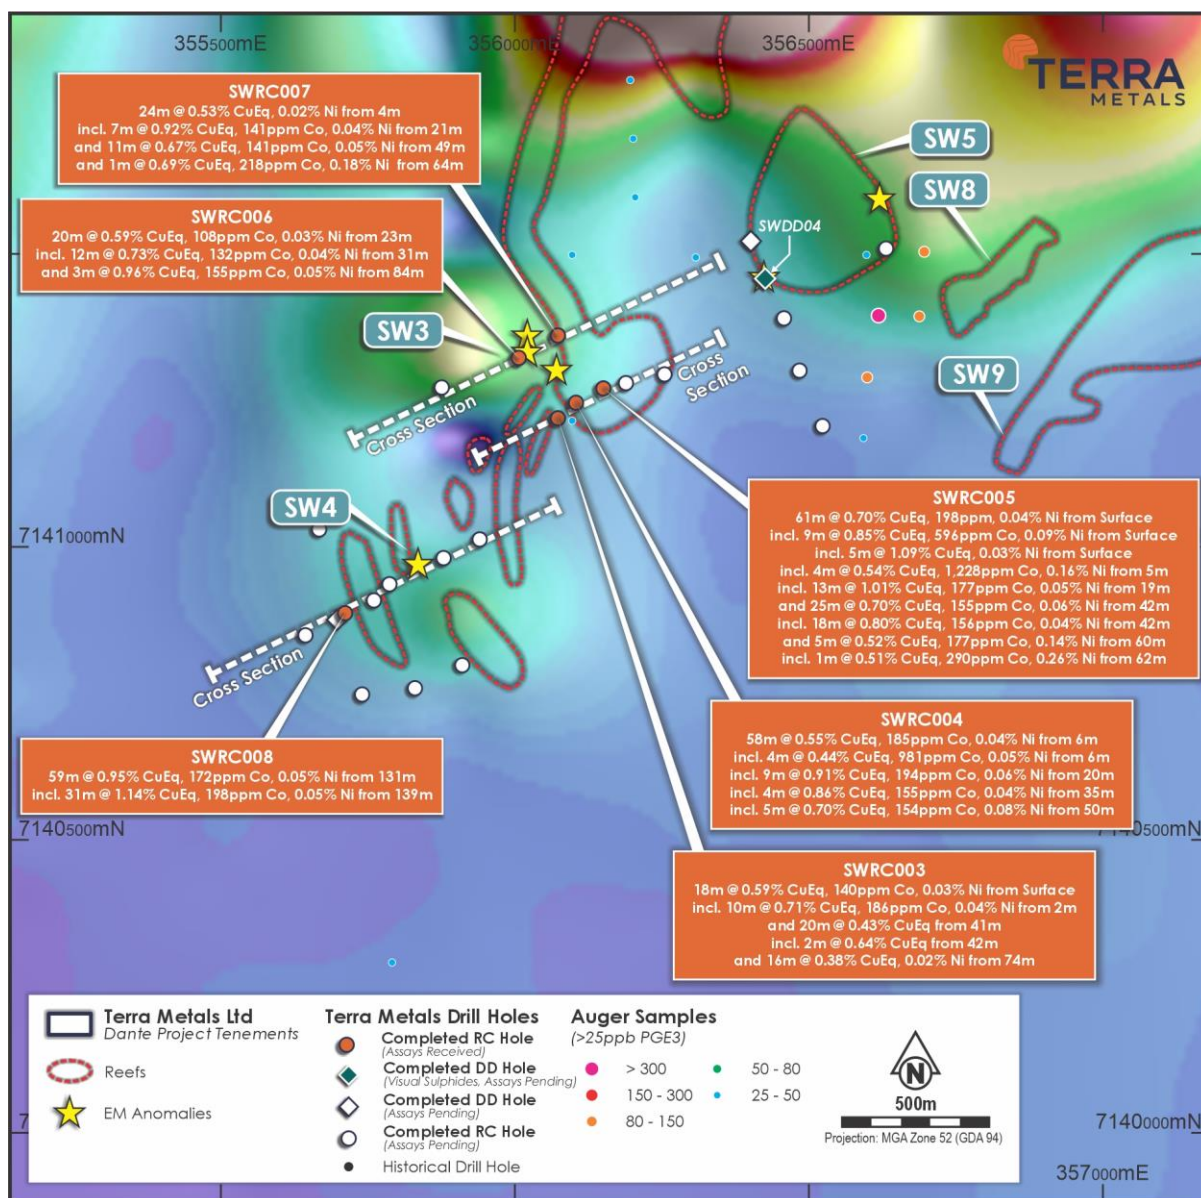 355500mE
356000mE
356500mE
TERRA
METALS
SWRC007
24m @ 0.53% CuEq, 0.02% Ni from 4m
incl. 7m @ 0.92% CuEq, 141ppm Co, 0.04% Ni from 21m
and 11m @ 0.67% CuEq, 141ppm Co, 0.05% Ni from 49m
and 1m @ 0.69% CuEq, 218ppm Co, 0.18% Ni from 64m
SW5
SW8
SWRC006
20m @ 0.59% CuEq, 108ppm Co, 0.03% Ni from 23m
incl. 12m @ 0.73% CuEq, 132ppm Co, 0.04% Ni from 31m
and 3m @ 0.96% CuEq, 155ppm Co, 0.05% Ni from 84m
SWDD04
SW3
SW9
Cross Section
Cross
Section
SW4
7141000mN
SWRC005
61m @ 0.70% CuEq, 198ppm, 0.04% Ni from Surface
incl. 9m @ 0.85% CuEq, 596ppm Co, 0.09% Ni from Surface
incl. 5m @ 1.09% CuEq, 0.03% Ni from Surface
incl. 4m @ 0.54% CuEq, 1,228ppm Co, 0.16% Ni from 5m
incl. 13m @ 1.01% CuEq, 177ppm Co, 0.05% Ni from 19m
and 25m @ 0.70% CuEq, 155ppm Co, 0.06% Ni from 42m
incl. 18m @ 0.80% CuEq, 156ppm Co, 0.04% Ni from 42m
and 5m @ 0.52% CuEq, 177ppm Co, 0.14% Ni from 60m
incl. 1m @ 0.51% CuEq, 290ppm Co, 0.26% Ni from 62m
Cross Section
SWRC004
58m @ 0.55% CuEq, 185ppm Co, 0.04% Ni from 6m
incl. 4m @ 0.44% CuEq, 981ppm Co, 0.05% Ni from 6m
incl. 9m @ 0.91% CuEq, 194ppm Co, 0.06% Ni from 20m
incl. 4m @ 0.86% CuEq, 155ppm Co, 0.04% Ni from 35m
incl. 5m @ 0.70% CuEq, 154ppm Co, 0.08% Ni from 50m
SWRC008
59m @ 0.95% CuEq, 172ppm Co, 0.05% Ni from 131m
incl. 31m @ 1.14% CuEq, 198ppm Co, 0.05% Ni from 139m
7140500mN
7140500mN
SWRC003
18m @ 0.59% CuEq, 140ppm Co, 0.03% Ni from Surface
incl. 10m @ 0.71% CuEq, 186ppm Co, 0.04% Ni from 2m
and 20m @ 0.43% CuEq from 41m
incl. 2m @ 0.64% CuEq from 42m
and 16m @ 0.38% CuEq, 0.02% Ni from 74m
Terra Metals Ltd
Dante Project Tenements
Reefs
EM Anomalies
Terra Metals Drill Holes
Completed RC Hole
(Assays Received)
Completed DD Hole
(Visual Sulphides, Assays Pending)
Completed DD Hole
(Assays Pending)
Completed RC Hole
(Assays Pending)
Historical Drill Hole
Auger Samples
(>25ppb PGE3)
> 300
150 - 300
80 - 150
50 - 80
25 - 50
N
500m
Projection: MGA Zone 52 (GDA 94)
7140000mN
357000mE